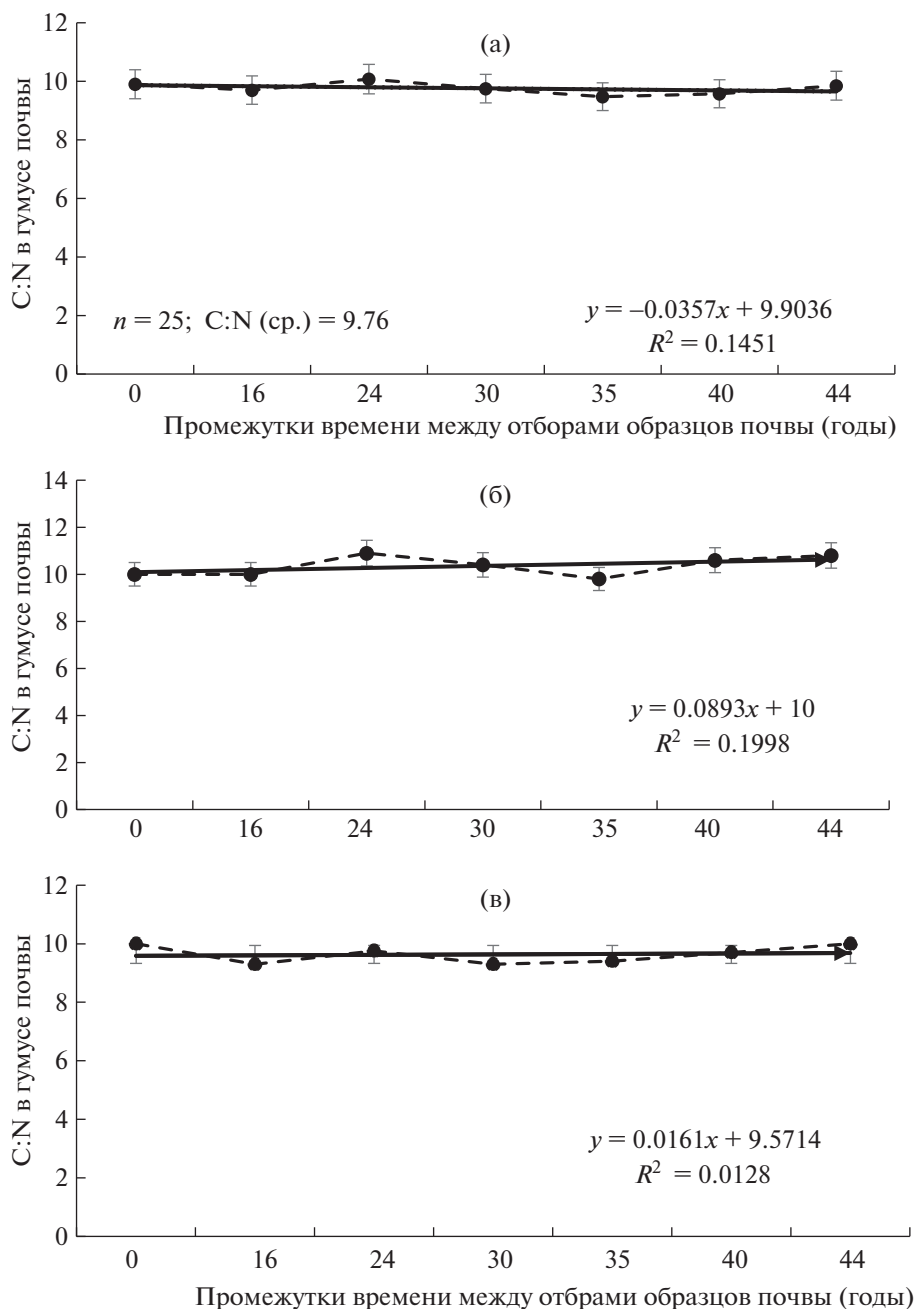 (а)
12
10
8
6
4
2
0
C:N в гумусе почвы
n = 25; C:N (ср.) = 9.76
y = –0.0357x + 9.9036
R² = 0.1451
0 16 24 30 35 40 44
Промежутки времени между отборами образцов почвы (годы)
(б)
14
12
10
8
6
4
2
0
C:N в гумусе почвы
y = 0.0893x + 10
R² = 0.1998
0 16 24 30 35 40 44
(в)
12
10
8
6
4
2
0
C:N в гумусе почвы
y = 0.0161x + 9.5714
R² = 0.0128
0 16 24 30 35 40 44
Промежутки времени между отбрами образцов почвы (годы)